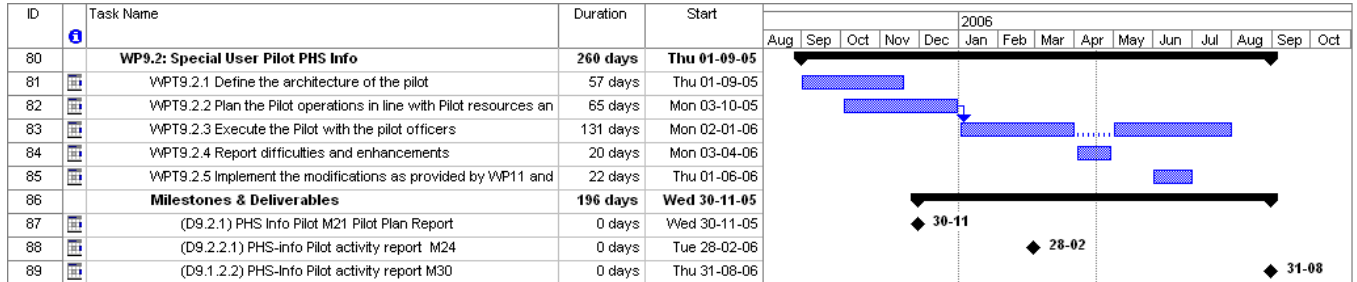 ID Task Name Duration Start
2006
Aug Sep Oct Nov Dec Jan Feb Mar Apr May Jun Jul Aug Sep Oct
80 WP9.2: Special User Pilot PHS Info 260 days Thu 01-09-05
81 WPT9.2.1 Define the architecture of the pilot 57 days Thu 01-09-05
82 WPT9.2.2 Plan the Pilot operations in line with Pilot resources an 65 days Mon 03-10-05
83 WPT9.2.3 Execute the Pilot with the pilot officers 131 days Mon 02-01-06
84 WPT9.2.4 Report difficulties and enhancements 20 days Mon 03-04-06
85 WPT9.2.5 Implement the modifications as provided by WP11 and 22 days Thu 01-06-06
86 Milestones & Deliverables 196 days Wed 30-11-05
87 (D9.2.1) PHS Info Pilot M21 Pilot Plan Report 0 days Wed 30-11-05 30-11
88 (D9.2.2.1) PHS-info Pilot activity report M24 0 days Tue 28-02-06 28-02
89 (D9.1.2.2) PHS-Info Pilot activity report M30 0 days Thu 31-08-06 31-08